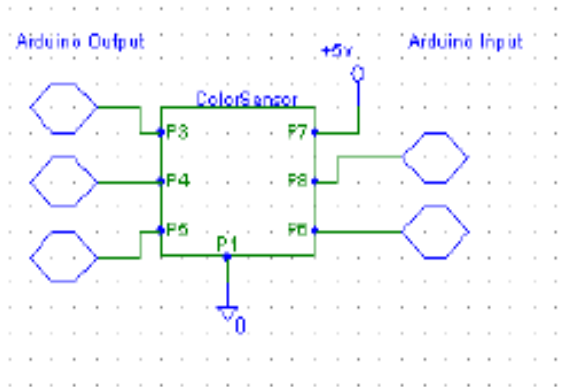 Arduino Output
Arduino Input
+5v
ColorSensor
P3
P7
P4
P8
P5
P6
P1
0